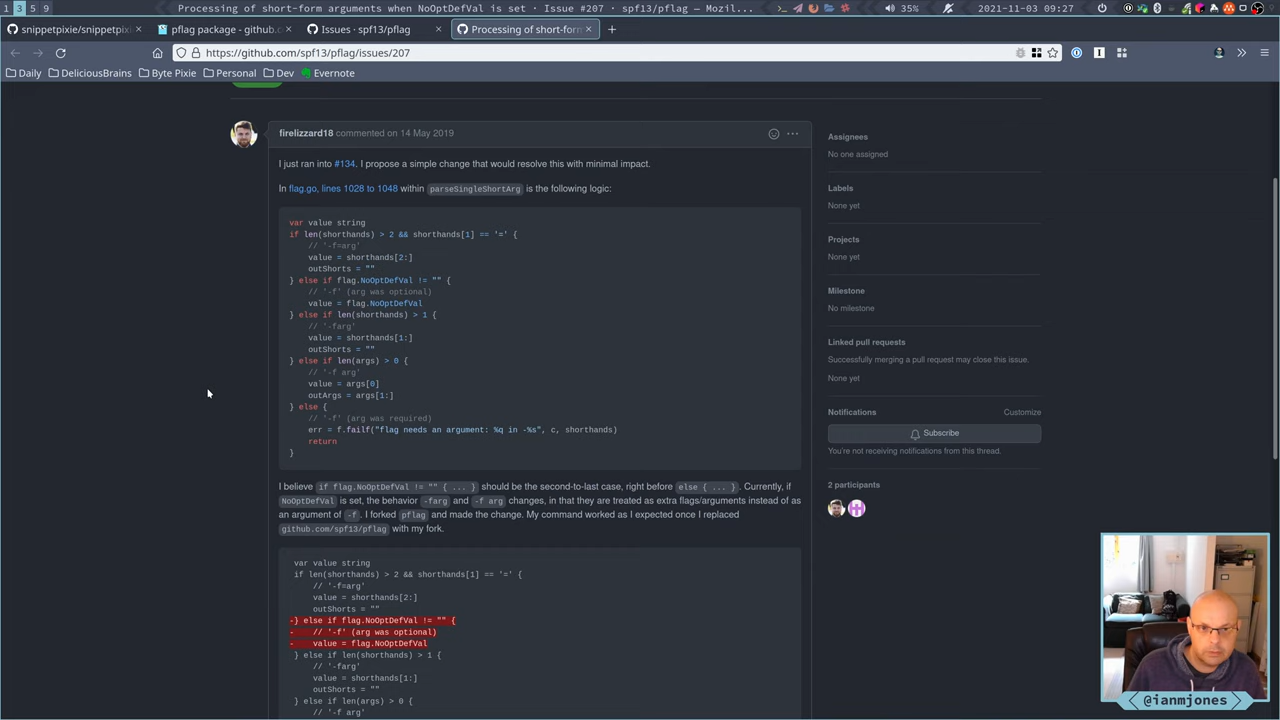 1 3 5 9
Processing of short-form arguments when NoOptDefVal is set · Issue #207 · spf13/pflag — Mozil...
35%
2021-11-03 09:27
snippetpixie/snippetpixi
pflag package - github.c
Issues · spf13/pflag
Processing of short-form
https://github.com/spf13/pflag/issues/207
Daily
DeliciousBrains
Byte Pixie
Personal
Dev
Evernote
firelizzard18 commented on 14 May 2019
I just ran into #134. I propose a simple change that would resolve this with minimal impact.
In flag.go, lines 1028 to 1048 within parseSingleShortArg is the following logic:
var value string
if len(shorthands) > 2 && shorthands[1] == '=' {
// '-f=arg'
value = shorthands[2:]
outShorts = ""
} else if flag.NoOptDefVal != "" {
// '-f' (arg was optional)
value = flag.NoOptDefVal
} else if len(shorthands) > 1 {
// '-farg'
value = shorthands[1:]
outShorts = ""
} else if len(args) > 0 {
// '-f arg'
value = args[0]
outArgs = args[1:]
} else {
// '-f' (arg was required)
err = f.failf("flag needs an argument: %q in -%s", c, shorthands)
return
}
I believe if flag.NoOptDefVal != "" { ... } should be the second-to-last case, right before else { ... }. Currently, if
NoOptDefVal is set, the behavior -farg and -f arg changes, in that they are treated as extra flags/arguments instead of as
an argument of -f. I forked pflag and made the change. My command worked as I expected once I replaced
github.com/spf13/pflag with my fork.
var value string
if len(shorthands) > 2 && shorthands[1] == '=' {
// '-f=arg'
value = shorthands[2:]
outShorts = ""
-} else if flag.NoOptDefVal != "" {
- // '-f' (arg was optional)
- value = flag.NoOptDefVal
} else if len(shorthands) > 1 {
// '-farg'
value = shorthands[1:]
outShorts = ""
} else if len(args) > 0 {
// '-f arg'
Assignees
No one assigned
Labels
None yet
Projects
None yet
Milestone
No milestone
Linked pull requests
Successfully merging a pull request may close this issue.
None yet
Notifications
Customize
Subscribe
You're not receiving notifications from this thread.
2 participants
@ianmjones